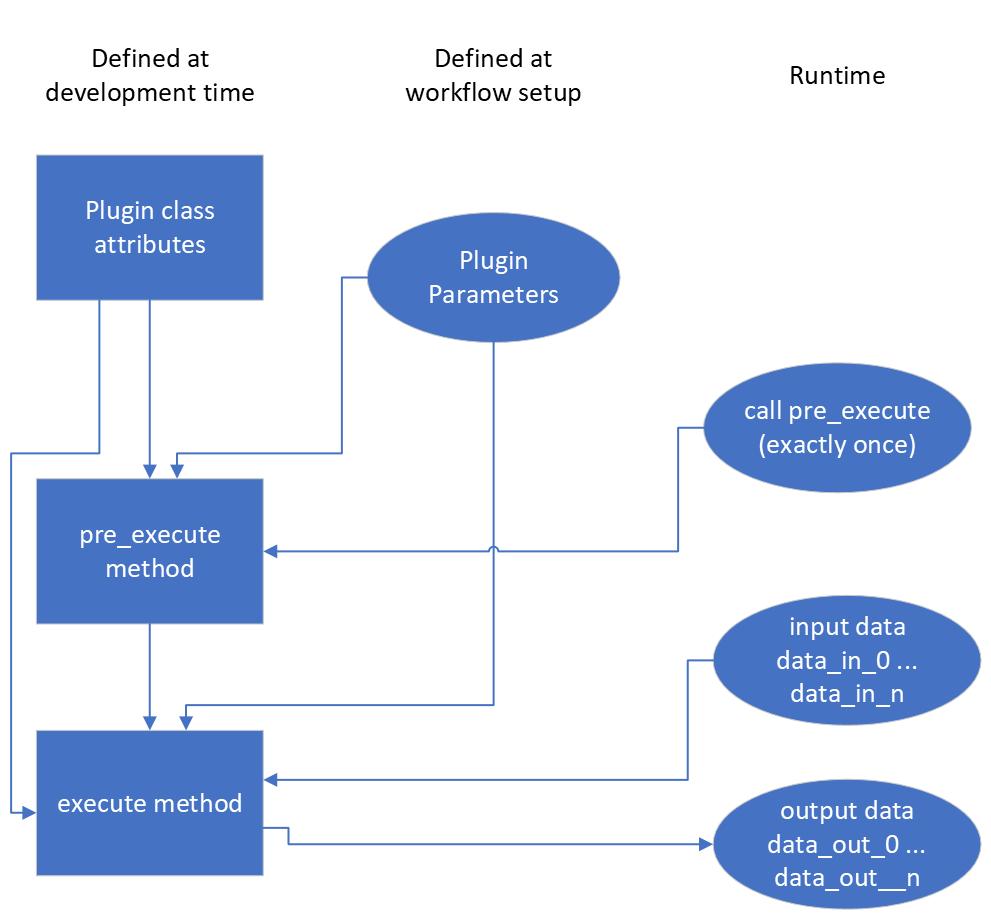 Defined at
development time
Defined at
workflow setup
Runtime
Plugin class
attributes
Plugin
Parameters
call pre_execute
(exactly once)
pre_execute
method
input data
data_in_0 ...
data_in_n
execute method
output data
data_out_0 ...
data_out__n